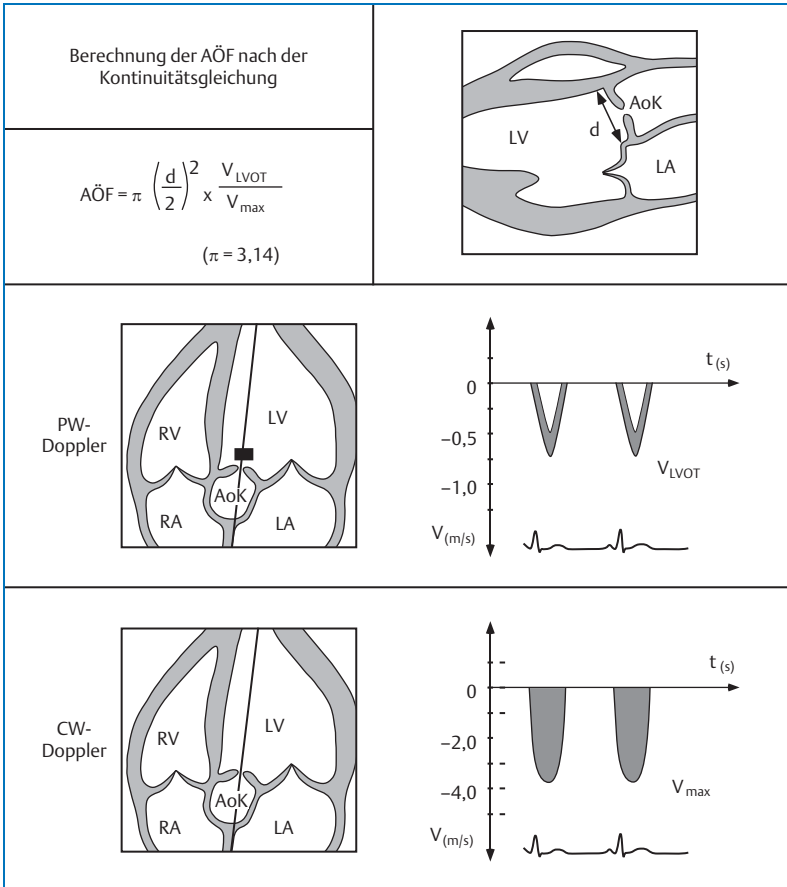 Berechnung der AÖF nach der
Kontinuitätsgleichung
AÖF = π (d/2)² x V_LVOT/V_max
(π = 3,14)
AoK
LV
d
LA
PW-
Doppler
RV
LV
AoK
RA
LA
t (s)
0
–0,5
V_LVOT
–1,0
V(m/s)
CW-
Doppler
RV
LV
AoK
RA
LA
t (s)
0
–2,0
–4,0
V_max
V(m/s)